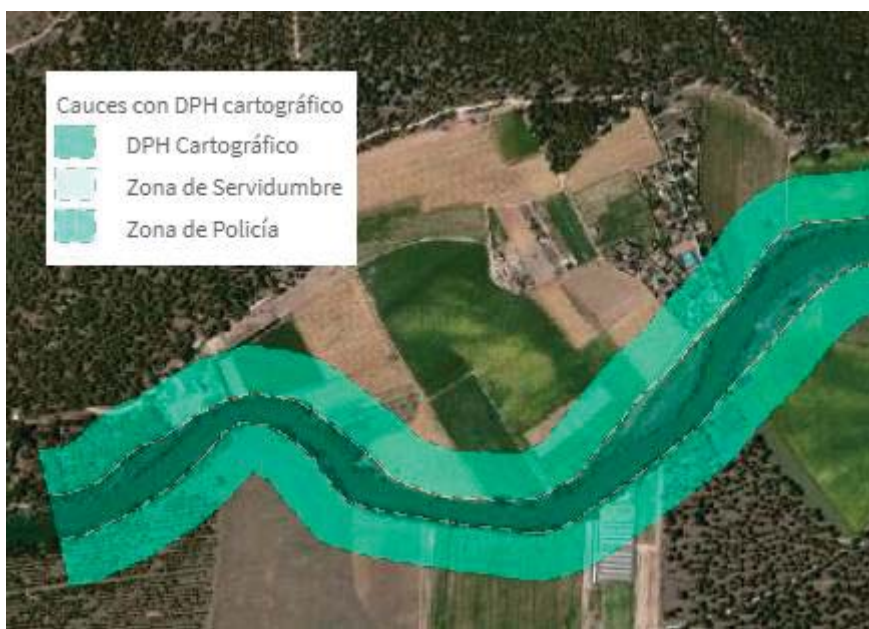 Cauces con DPH cartográfico
DPH Cartográfico
Zona de Servidumbre
Zona de Policía